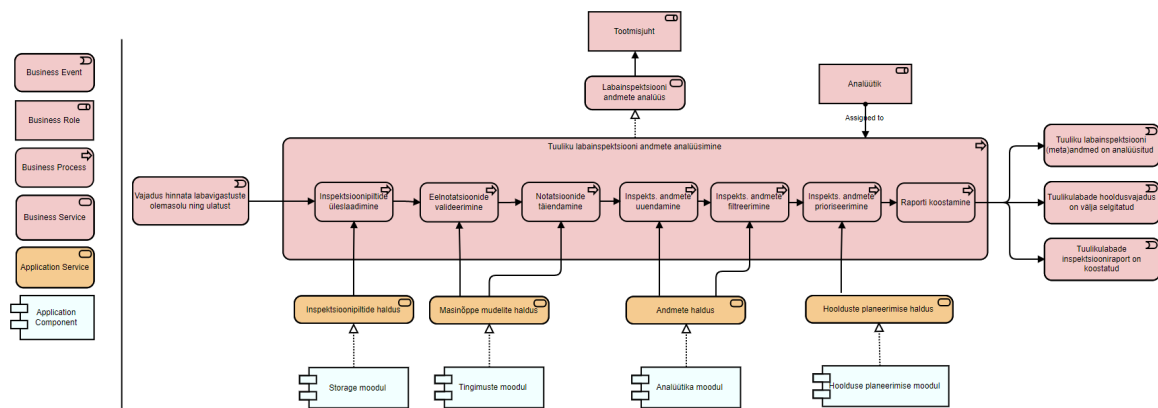 Business Event
Business Role
Business Process
Business Service
Application Service
Application
Component
Tootmisjuht
Labainspektsiooni
andmete analüüs
Analüütik
Assigned to
Tuuliku labainspektsiooni andmete analüüsimine
Vajadus hinnata labavigastuste
olemasolu ning ulatust
Inspektsioonipiltide
üleslaadimine
Eelnotatsioonide
valideerimine
Notatsioonide
täiendamine
Inspekts. andmete
uuendamine
Inspekts. andmete
filtreerimine
Inspekts. andmete
prioriseerimine
Raporti koostamine
Tuuliku labainspektsiooni
(meta)andmed on analüüsitud
Tuulikulabade hooldusvajadus
on välja selgitatud
Tuulikulabade
inspektsiooniraport on
koostatud
Inspektsioonipiltide haldus
Masinõppe mudelite haldus
Andmete haldus
Hoolduste planeerimise haldus
Storage moodul
Tingimuste moodul
Analüütika moodul
Hoolduse planeerimise moodul